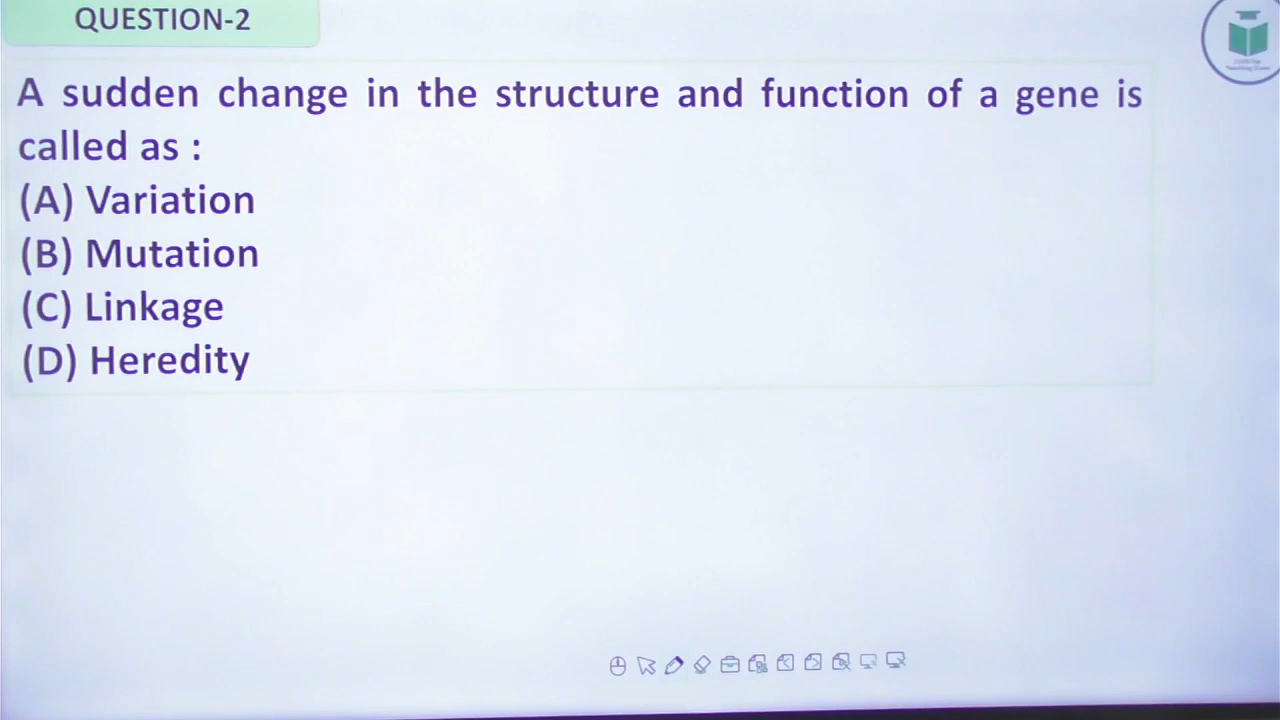 QUESTION-2
A sudden change in the structure and function of a gene is
called as :
(A) Variation
(B) Mutation
(C) Linkage
(D) Heredity